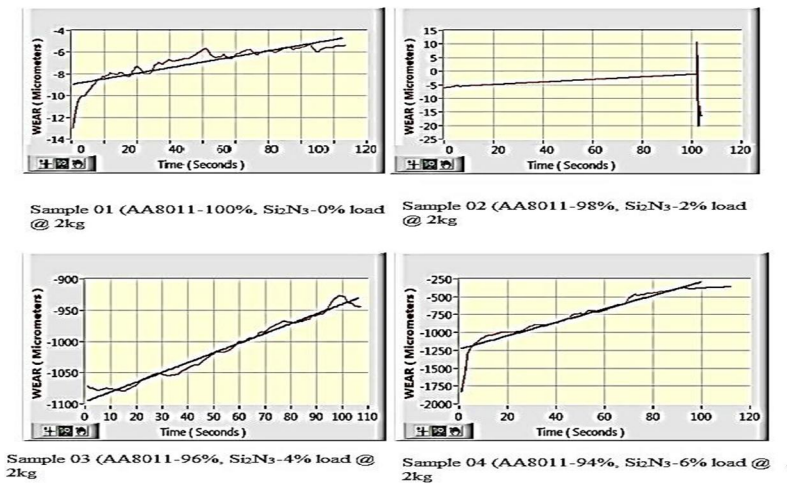 -4
-6
-8
-10
-12
-14
WEAR ( Micrometers )
0 20 40 60 80 100 120
Time ( Seconds )
15
10
5
0
-5
-10
-15
-20
-25
WEAR ( Micrometers )
0 20 40 60 80 100 120
Time ( Seconds )
Sample 01 (AA8011-100%, Si₂N₃-0% load
@ 2kg
Sample 02 (AA8011-98%, Si₂N₃-2% load
@ 2kg
-900
-950
-1000
-1050
-1100
WEAR ( Micrometers )
0 10 20 30 40 50 60 70 80 90 100 110
Time ( Seconds )
-250
-500
-750
-1000
-1250
-1500
-1750
-2000
WEAR ( Micrometers )
0 20 40 60 80 100 120
Time ( Seconds )
Sample 03 (AA8011-96%, Si₂N₃-4% load @
2kg
Sample 04 (AA8011-94%, Si₂N₃-6% load @
2kg